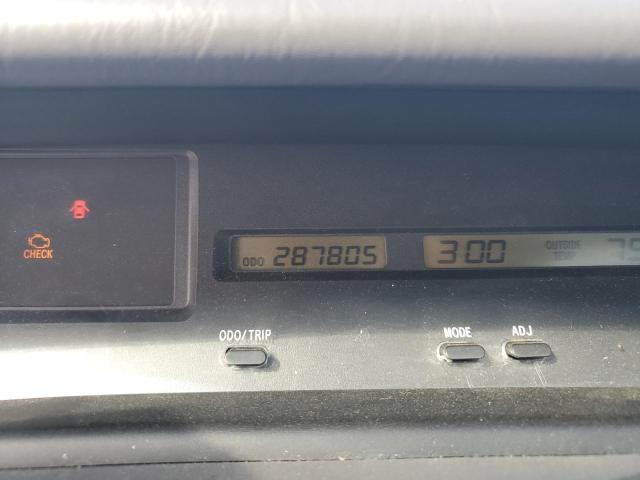 ODO 287805
3:00 OUTSIDE TEMP
CHECK
ODO/TRIP
MODE ADJ